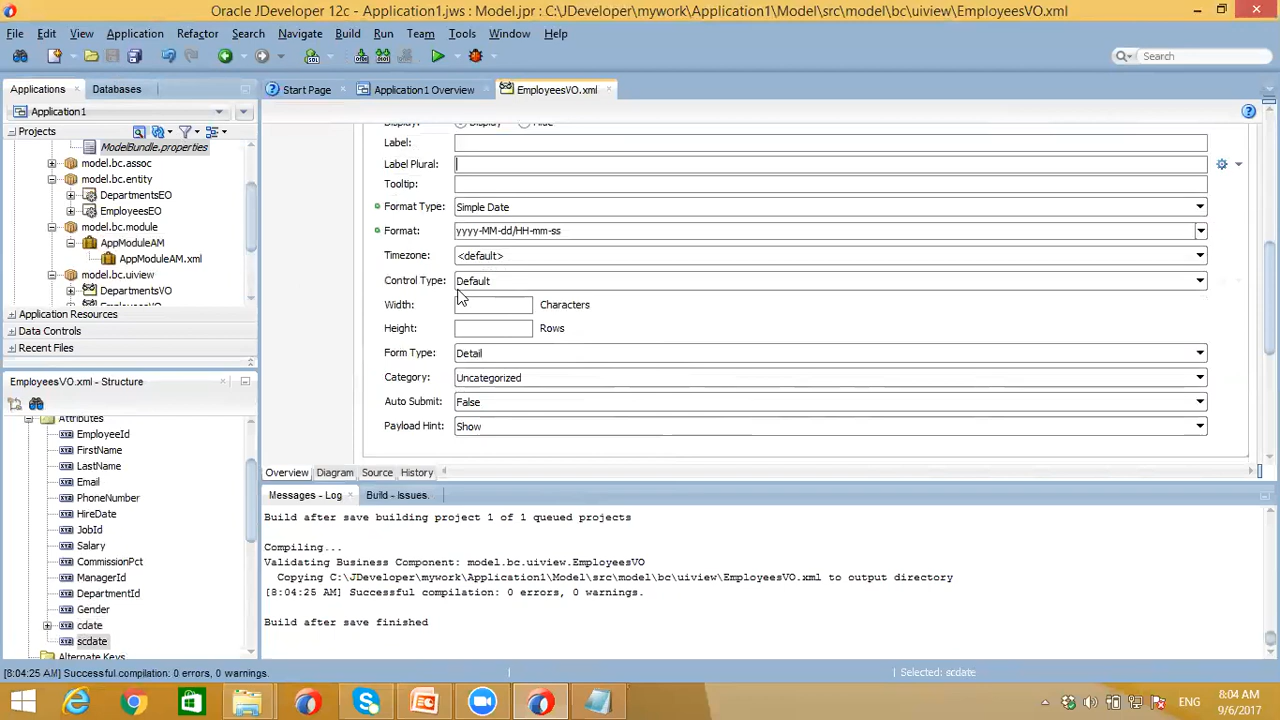 Oracle JDeveloper 12c - Application1.jws : Model.jpr : C:\JDeveloper\mywork\Application1\Model\src\model\bc\uiview\EmployeesVO.xml
File Edit View Application Refactor Search Navigate Build Run Team Tools Window Help
Search
Applications Databases
Start Page Application1 Overview EmployeesVO.xml
Application1
Projects
ModelBundle.properties
model.bc.assoc
model.bc.entity
DepartmentsEO
EmployeesEO
model.bc.module
AppModuleAM
AppModuleAM.xml
model.bc.uiview
DepartmentsVO
Application Resources
Data Controls
Recent Files
EmployeesVO.xml - Structure
Attributes
EmployeeId
FirstName
LastName
Email
PhoneNumber
HireDate
JobId
Salary
CommissionPct
ManagerId
DepartmentId
Gender
cdate
scdate
Alternate Keys
Display: Display Hide
Label:
Label Plural:
Tooltip:
Format Type: Simple Date
Format: yyyy-MM-dd/HH-mm-ss
Timezone: <default>
Control Type: Default
Width: Characters
Height: Rows
Form Type: Detail
Category: Uncategorized
Auto Submit: False
Payload Hint: Show
Overview Diagram Source History
Messages - Log Build - Issues.
Build after save building project 1 of 1 queued projects
Compiling...
Validating Business Component: model.bc.uiview.EmployeesVO
Copying C:\JDeveloper\mywork\Application1\Model\src\model\bc\uiview\EmployeesVO.xml to output directory
[8:04:25 AM] Successful compilation: 0 errors, 0 warnings.
Build after save finished
[8:04:25 AM] Successful compilation: 0 errors, 0 warnings.
Selected: scdate
ENG
8:04 AM
9/6/2017